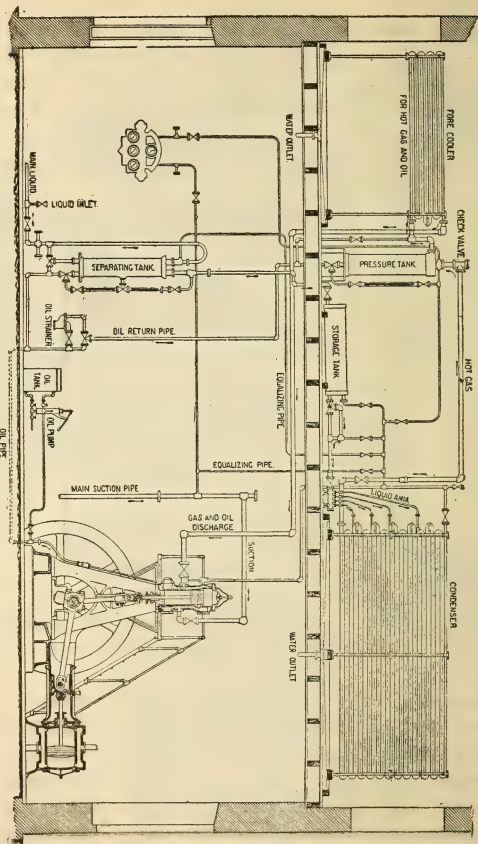 FORE COOLER
FOR HOT GAS AND OIL
WATER OUTLET.
CHECK VALVE
PRESSURE TANK.
HOT GAS
MAIN LIQUID.
LIQUID INLET.
SEPARATING TANK.
STORAGE TANK
OIL STRAINER
OIL RETURN PIPE.
EQUALIZING PIPE
OIL TANK
OIL PUMP
OIL PIPE
EQUALIZING PIPE.
MAIN SUCTION PIPE
GAS AND OIL
DISCHARGE
SUCTION
LIQUID AMIA.
CONDENSER
WATER OUTLET